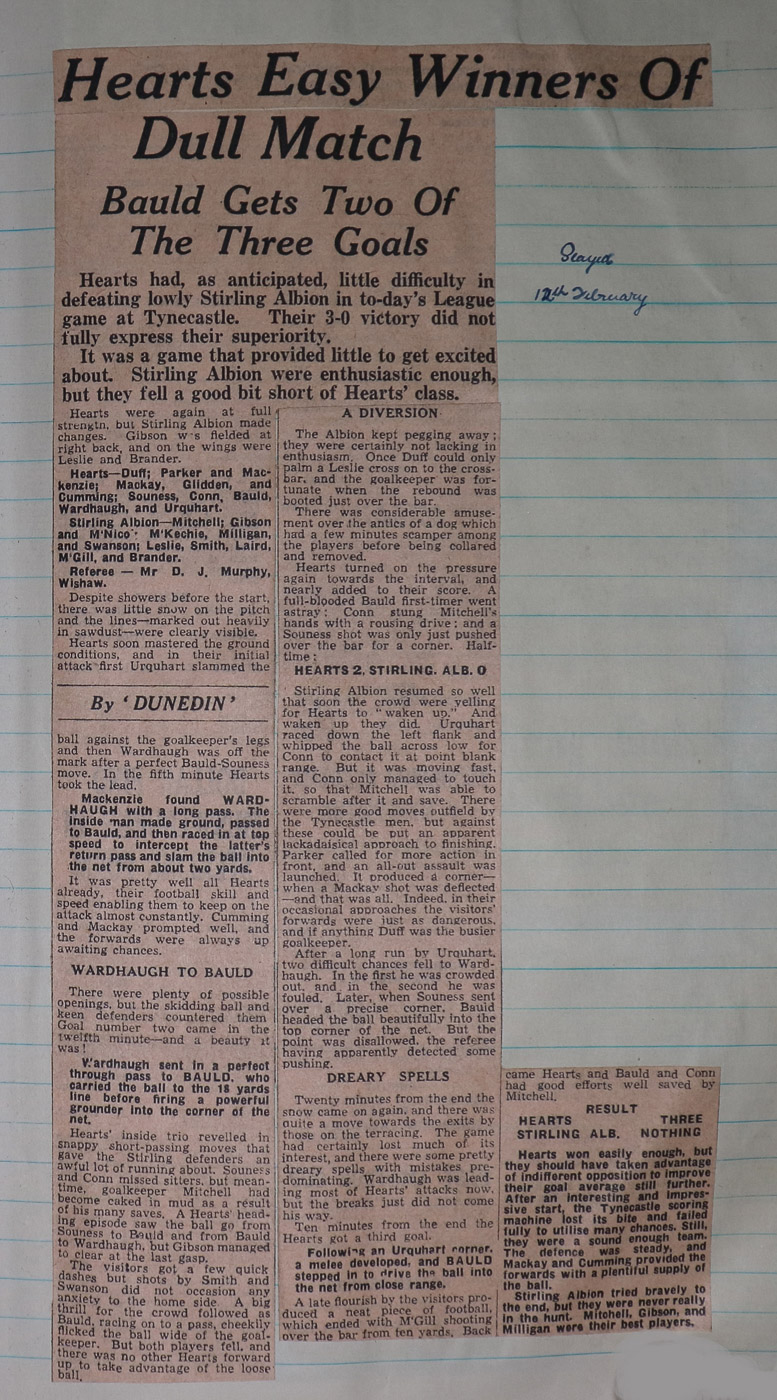 Hearts Easy Winners Of
Dull Match
Bauld Gets Two Of
The Three Goals
Played
12th February
Hearts had, as anticipated, little difficulty in
defeating lowly Stirling Albion in to-day's League
game at Tynecastle. Their 3-0 victory did not
fully express their superiority.
It was a game that provided little to get excited
about. Stirling Albion were enthusiastic enough,
but they fell a good bit short of Hearts' class.
Hearts were again at full
strength, but Stirling Albion made
changes. Gibson w s fielded at
right back, and on the wings were
Leslie and Brander.
Hearts—Duff; Parker and Mac-
kenzie; Mackay, Glidden, and
Cumming; Souness, Conn, Bauld,
Wardhaugh, and Urquhart.
Stirling Albion—Mitchell; Gibson
and M'Nico ; M'Kechie, Milligan,
and Swanson; Leslie, Smith, Laird,
M'Gill, and Brander.
Referee — Mr D. J. Murphy,
Wishaw.
Despite showers before the start,
there was little snow on the pitch
and the lines—marked out heavily
in sawdust—were clearly visible.
Hearts soon mastered the ground
conditions, and in their initial
attack first Urquhart slammed the
By 'DUNEDIN'
ball against the goalkeeper's legs
and then Wardhaugh was off the
mark after a perfect Bauld-Souness
move. In the fifth minute Hearts
took the lead.
Mackenzie found WARD-
HAUGH with a long pass. The
inside man made ground, passed
to Bauld, and then raced in at top
speed to intercept the latter's
return pass and slam the ball into
the net from about two yards.
It was pretty well all Hearts
already, their football skill and
speed enabling them to keep on the
attack almost constantly. Cumming
and Mackay prompted well, and
the forwards were always up
awaiting chances.
WARDHAUGH TO BAULD
There were plenty of possible
openings, but the skidding ball and
keen defenders countered them
Goal number two came in the
twelfth minute—and a beauty it
was!
Wardhaugh sent in a perfect
through pass to BAULD, who
carried the ball to the 18 yards
line before firing a powerful
grounder into the corner of the
net.
Hearts' inside trio revelled in
snappy short-passing moves that
gave the Stirling defenders an
awful lot of running about. Souness
and Conn missed sitters, but mean-
time, goalkeeper Mitchell had
become caked in mud as a result
of his many saves. A Hearts' head-
ing episode saw the ball go from
Souness to Bauld and from Bauld
to Wardhaugh, but Gibson managed
to clear at the last gasp.
The visitors got a few quick
dashes but shots by Smith and
Swanson did not occasion any
anxiety to the home side. A big
thrill for the crowd followed as
Bauld, racing on to a pass, cheekily
flicked the ball wide of the goal-
keeper. But both players fell, and
there was no other Hearts forward
up to take advantage of the loose
ball.
A DIVERSION
The Albion kept pegging away;
they were certainly not lacking in
enthusiasm. Once Duff could only
palm a Leslie cross on to the cross-
bar, and the goalkeeper was for-
tunate when the rebound was
booted just over the bar.
There was considerable amuse-
ment over the antics of a dog which
had a few minutes scamper among
the players before being collared
and removed.
Hearts turned on the pressure
again towards the interval, and
nearly added to their score. A
full-blooded Bauld first-timer went
astray; Conn stung Mitchell's
hands with a rousing drive; and a
Souness shot was only just pushed
over the bar for a corner. Half-
time:
HEARTS 2, STIRLING. ALB. 0
Stirling Albion resumed so well
that soon the crowd were yelling
for Hearts to "waken up." And
waken up they did. Urquhart
raced down the left flank and
whipped the ball across low for
Conn to contact it at point blank
range. But it was moving fast,
and Conn only managed to touch
it, so that Mitchell was able to
scramble after it and save. There
were more good moves outfield by
the Tynecastle men, but against
these could be put an apparent
lackadaisical approach to finishing.
Parker called for more action in
front, and an all-out assault was
launched. It produced a corner—
when a Mackay shot was deflected
—and that was all. Indeed, in their
occasional approaches the visitors'
forwards were just as dangerous,
and if anything Duff was the busier
goalkeeper.
After a long run by Urquhart,
two difficult chances fell to Ward-
haugh. In the first he was crowded
out, and in the second he was
fouled. Later, when Souness sent
over a precise corner, Bauld
headed the ball beautifully into the
top corner of the net. But the
point was disallowed, the referee
having apparently detected some
pushing.
DREARY SPELLS
Twenty minutes from the end the
snow came on again, and there was
quite a move towards the exits by
those on the terracing. The game
had certainly lost much of its
interest, and there were some pretty
dreary spells with mistakes pre-
dominating. Wardhaugh was lead-
ing most of Hearts' attacks now,
but the breaks just did not come
his way.
Ten minutes from the end the
Hearts got a third goal.
Following an Urquhart corner,
a melee developed, and BAULD
stepped in to drive the ball into
the net from close range.
A late flourish by the visitors pro-
duced a neat piece of football,
which ended with M'Gill shooting
over the bar from ten yards. Back
came Hearts and Bauld and Conn
had good efforts well saved by
Mitchell.
RESULT
HEARTS THREE
STIRLING ALB. NOTHING
Hearts won easily enough, but
they should have taken advantage
of indifferent opposition to improve
their goal average still further.
After an interesting and impres-
sive start, the Tynecastle scoring
machine lost its bite and failed
fully to utilise many chances. Still,
they were a sound enough team.
The defence was steady, and
Mackay and Cumming provided the
forwards with a plentiful supply of
the ball.
Stirling Albion tried bravely to
the end, but they were never really
in the hunt. Mitchell, Gibson, and
Milligan were their best players.